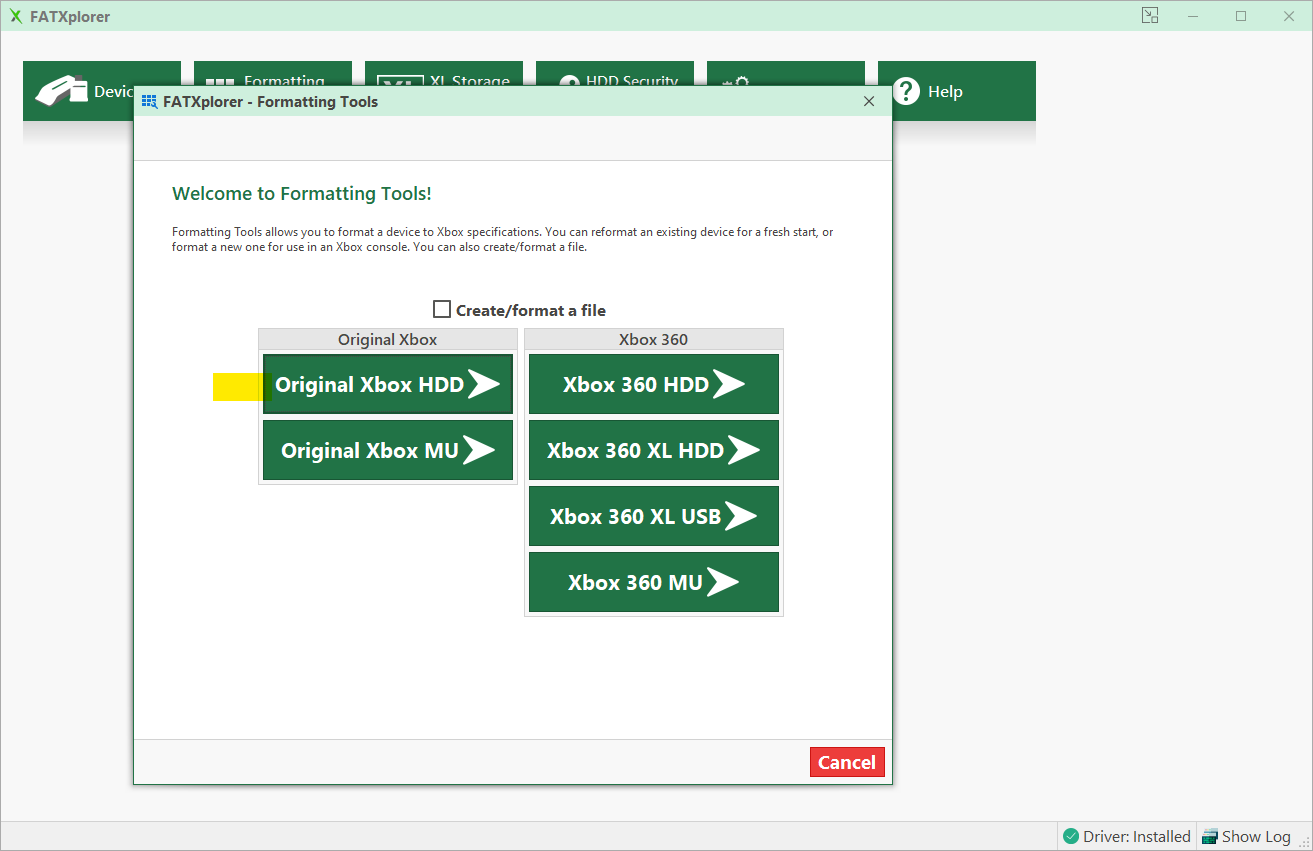 FATXplorer
Formatting
XL Storage
HDD Security
Help
FATXplorer - Formatting Tools
Welcome to Formatting Tools!
Formatting Tools allows you to format a device to Xbox specifications. You can reformat an existing device for a fresh start, or
format a new one for use in an Xbox console. You can also create/format a file.
Create/format a file
Original Xbox
Xbox 360
Original Xbox HDD
Xbox 360 HDD
Original Xbox MU
Xbox 360 XL HDD
Xbox 360 XL USB
Xbox 360 MU
Cancel
Driver: Installed
Show Log